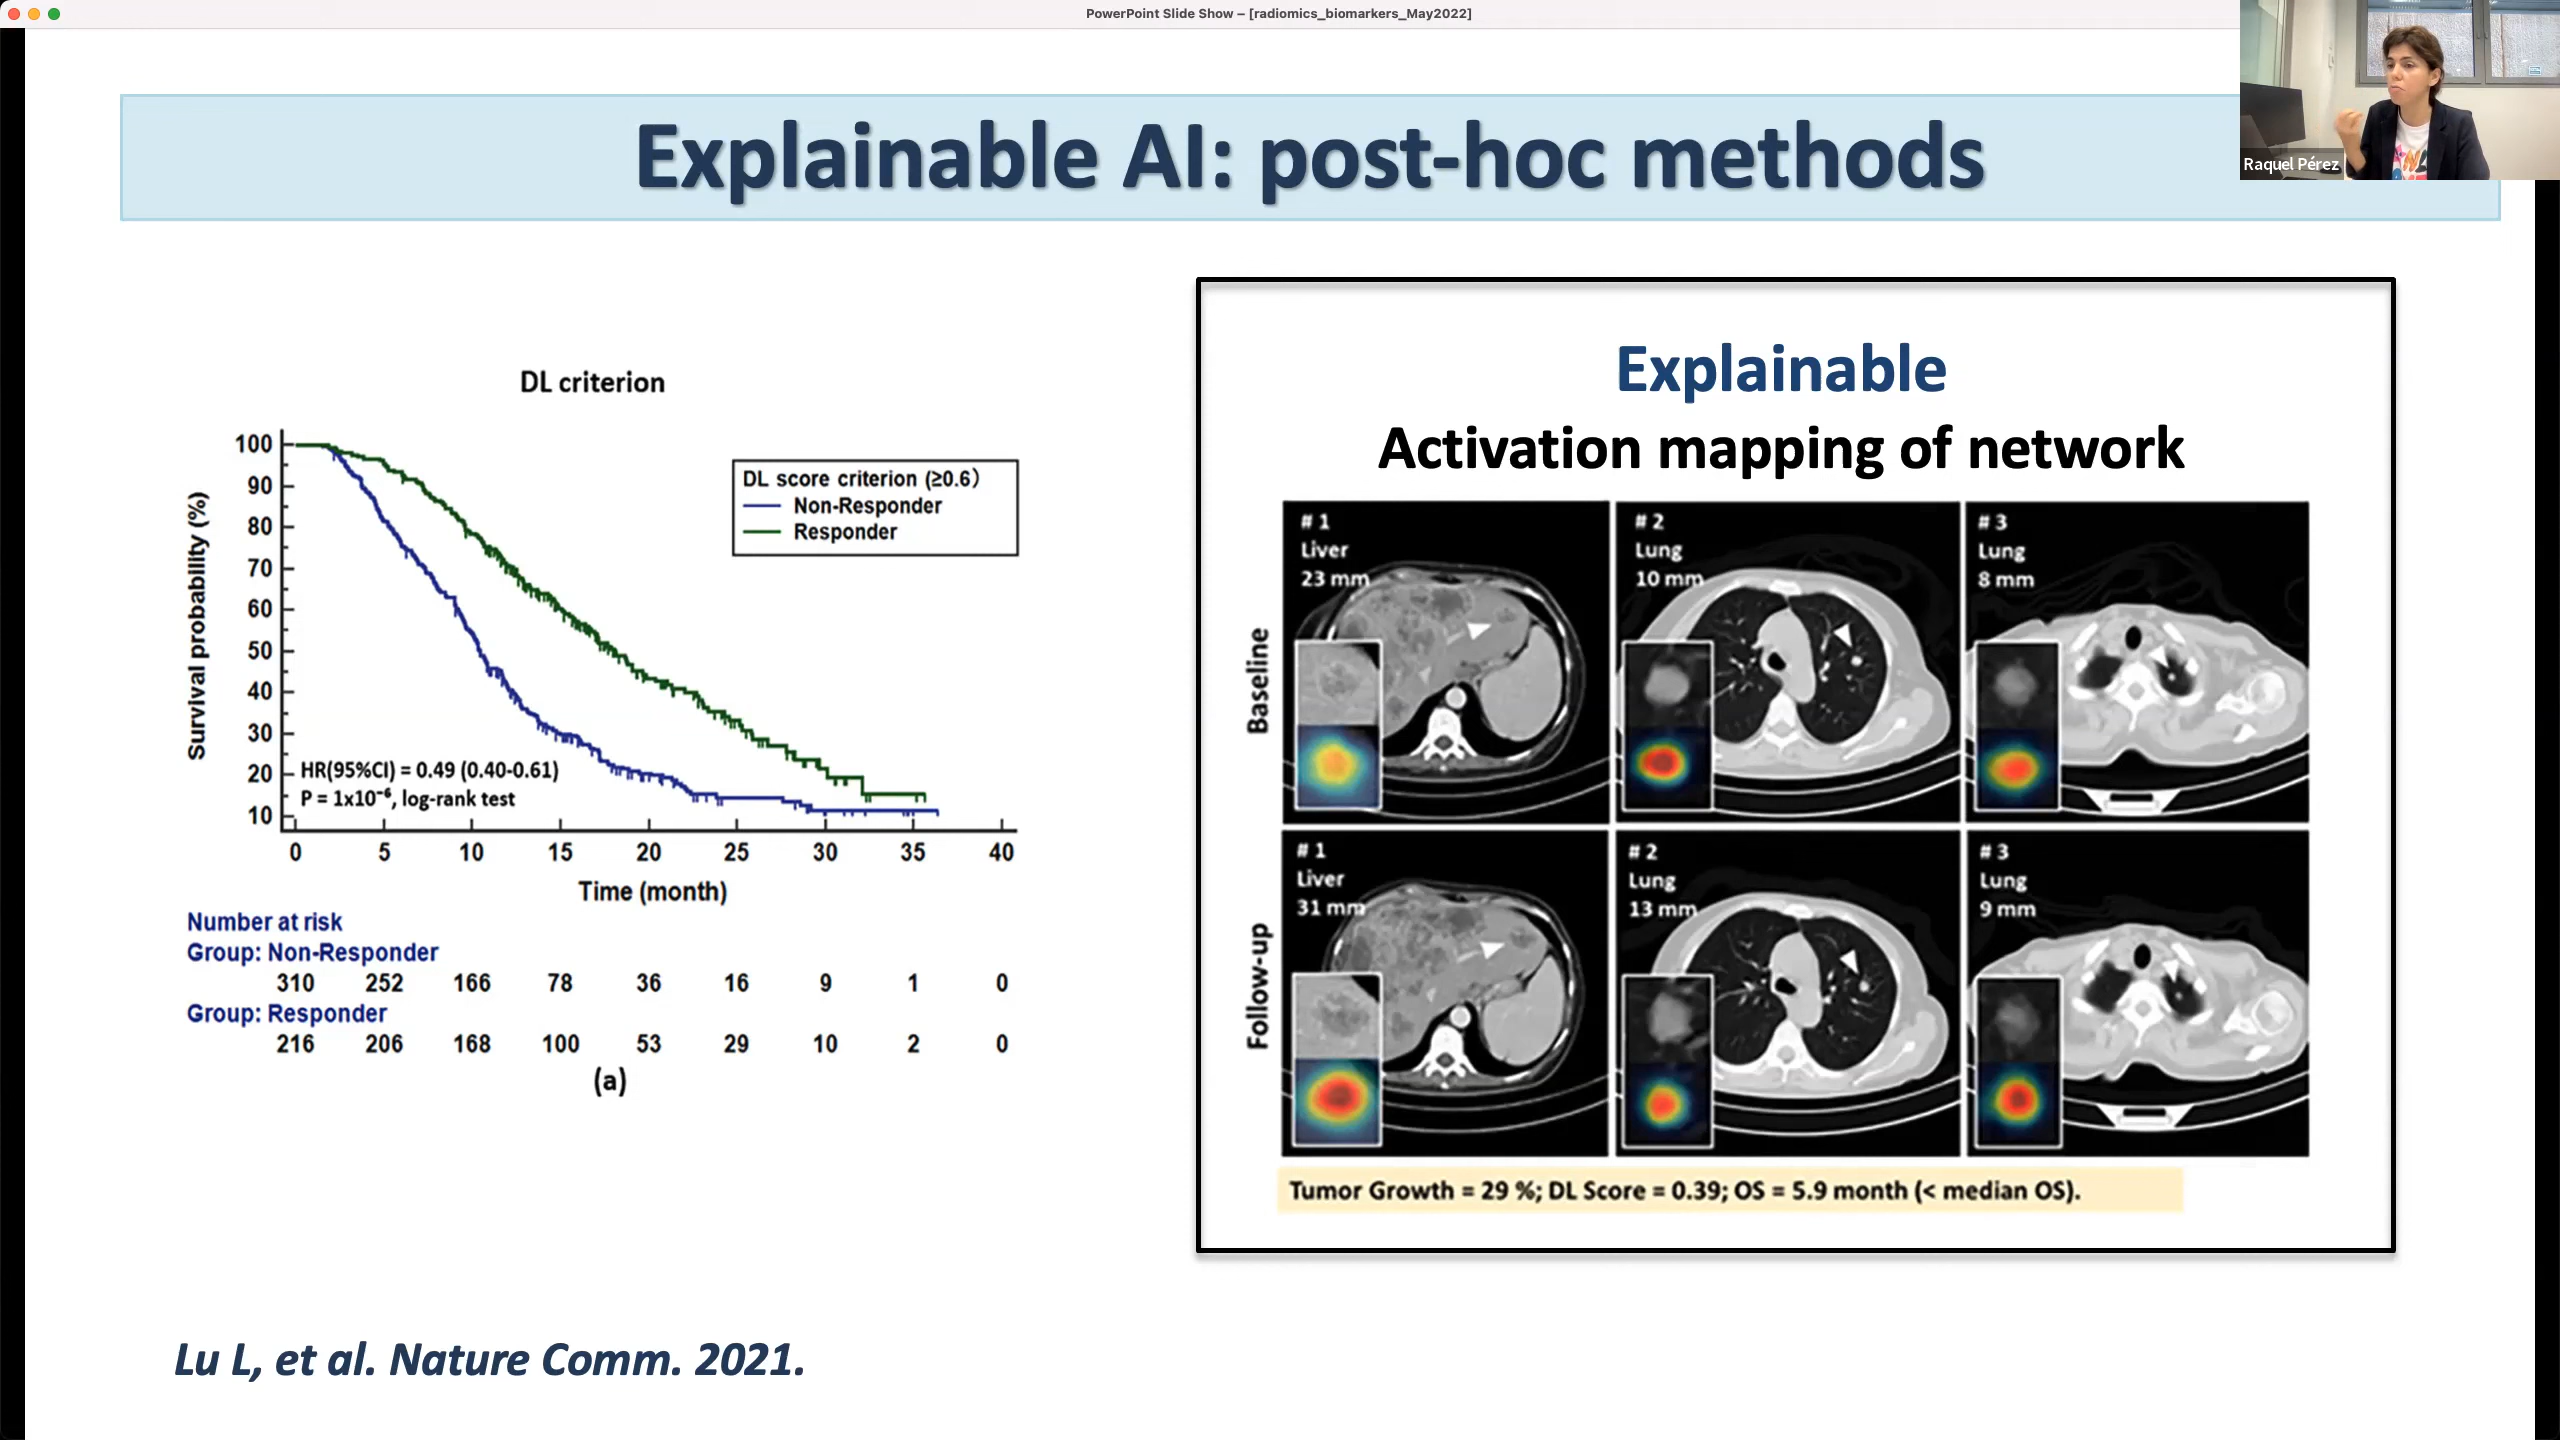 PowerPoint Slide Show – [radiomics_biomarkers_May2022]
Raquel Pérez
Explainable AI: post-hoc methods
DL criterion
Survival probability (%)
100
90
80
70
60
50
40
30
20
10
DL score criterion (≥0.6)
Non-Responder
Responder
HR(95%CI) = 0.49 (0.40-0.61)
P = 1x10⁻⁶, log-rank test
0 5 10 15 20 25 30 35 40
Time (month)
Number at risk
Group: Non-Responder
310 252 166 78 36 16 9 1 0
Group: Responder
216 206 168 100 53 29 10 2 0
(a)
Explainable
Activation mapping of network
Baseline
# 1
Liver
23 mm
# 2
Lung
10 mm
# 3
Lung
8 mm
Follow-up
# 1
Liver
31 mm
# 2
Lung
13 mm
# 3
Lung
9 mm
Tumor Growth = 29 %; DL Score = 0.39; OS = 5.9 month (< median OS).
Lu L, et al. Nature Comm. 2021.